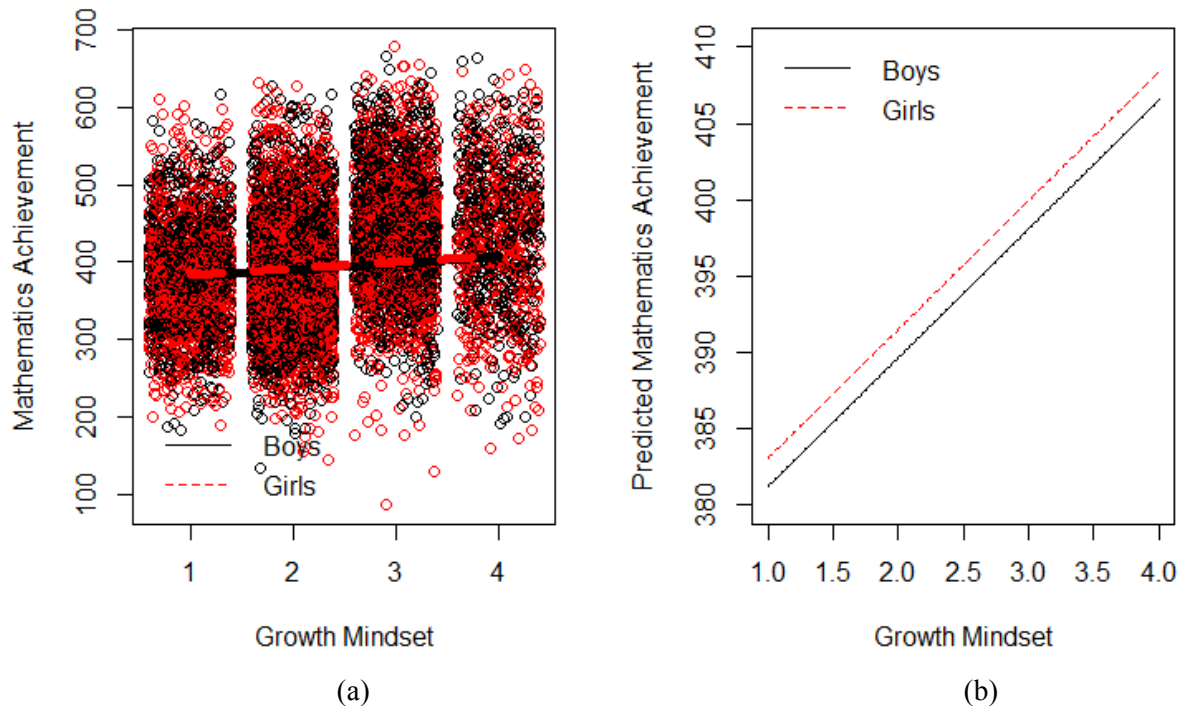 Mathematics Achievement
700
600
500
400
300
200
100
Boys
Girls
1 2 3 4
Growth Mindset
(a)
Predicted Mathematics Achievement
410
405
400
395
390
385
380
Boys
Girls
1.0 1.5 2.0 2.5 3.0 3.5 4.0
Growth Mindset
(b)